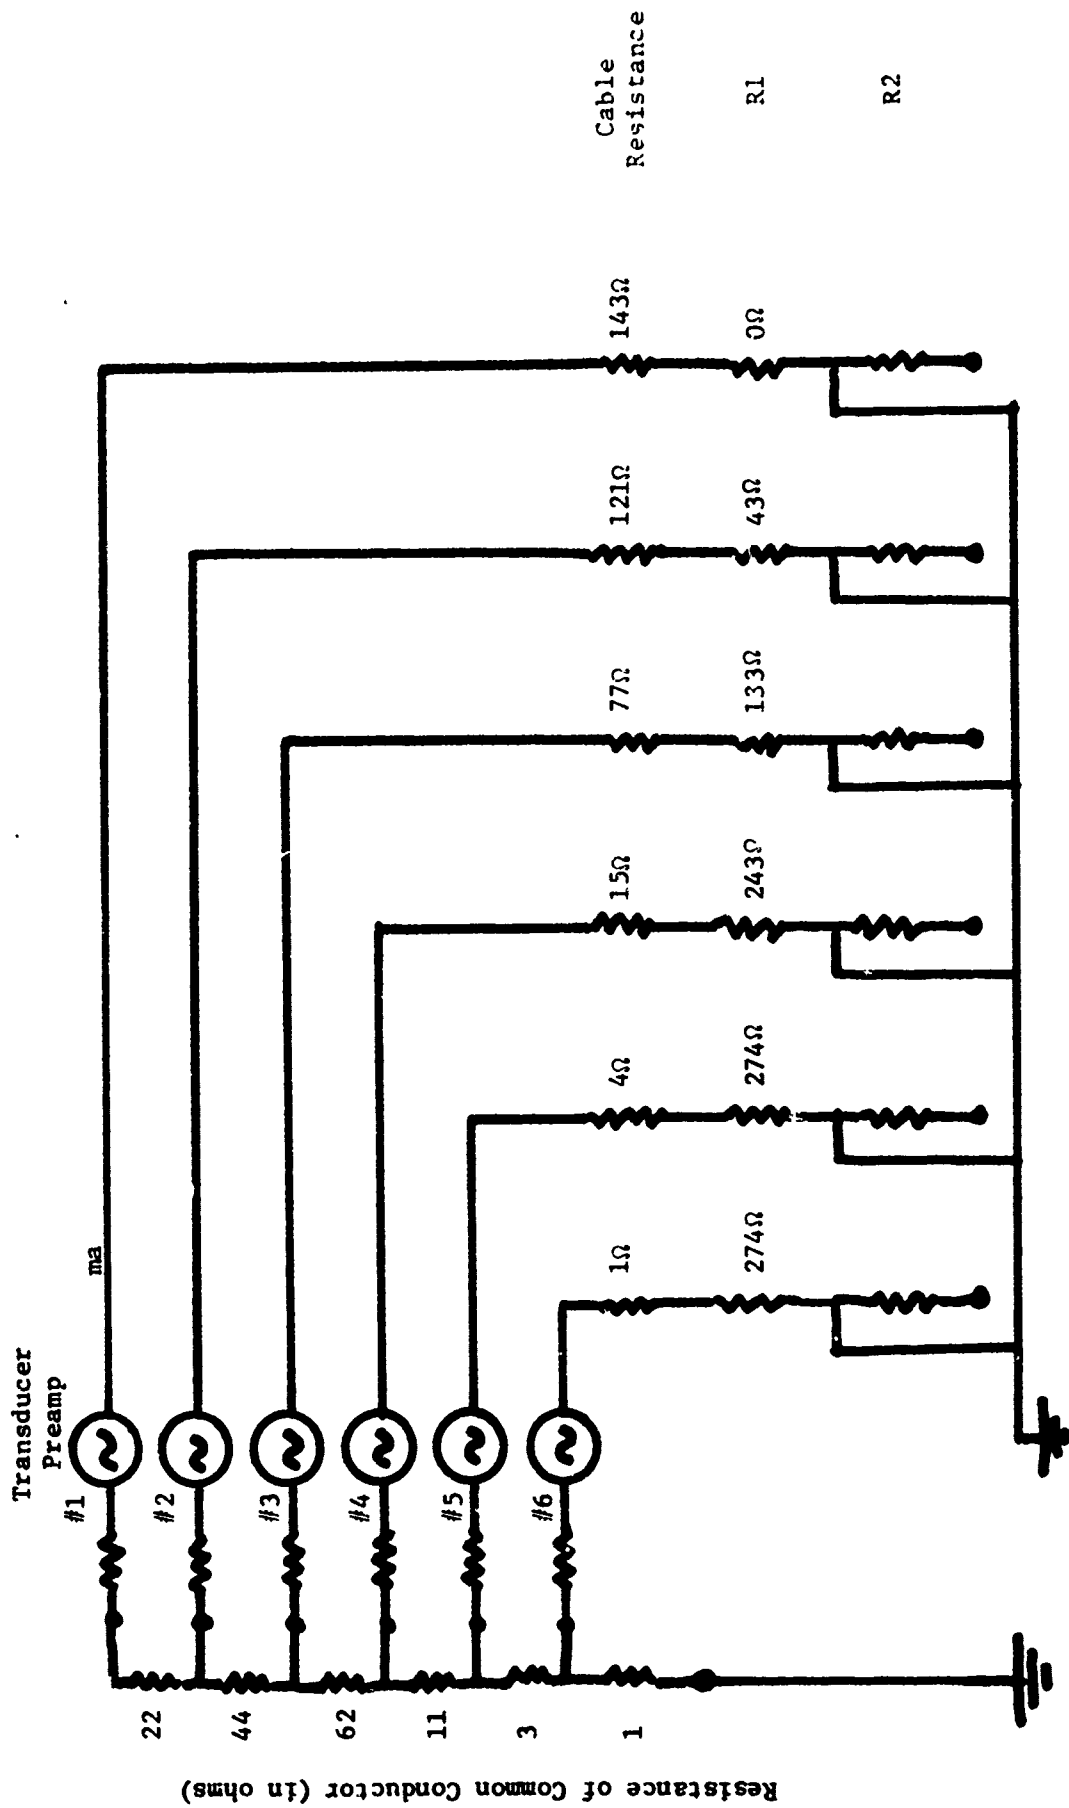 Transducer
Preamp
#1
#2
#3
#4
#5
#6
ma
Resistance of Common Conductor (in ohms)
22
44
62
11
3
1
Cable
Resistance
143Ω
121Ω
77Ω
15Ω
4Ω
1Ω
R1
0Ω
43Ω
133Ω
243Ω
274Ω
274Ω
R2